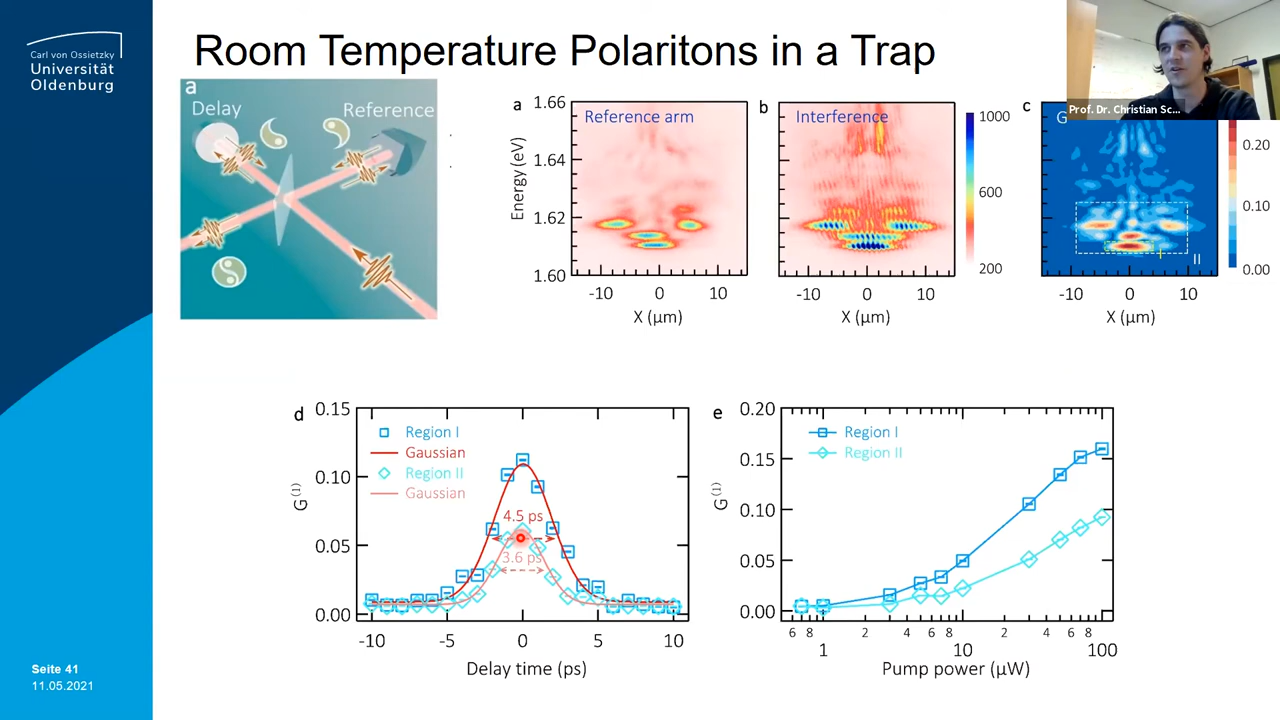 Carl von Ossietzky
Universität
Oldenburg
Room Temperature Polaritons in a Trap
Prof. Dr. Christian Sc...
a
Delay
Reference
a
Reference arm
Energy (eV)
1.66
1.64
1.62
1.60
-10 0 10
X (µm)
b
Interference
-10 0 10
X (µm)
1000
600
200
c
G
I
II
-10 0 10
X (µm)
0.20
0.10
0.00
d
Region I
Gaussian
Region II
Gaussian
4.5 ps
3.6 ps
G(1)
0.15
0.10
0.05
0.00
-10 -5 0 5 10
Delay time (ps)
e
Region I
Region II
G(1)
0.20
0.15
0.10
0.05
0.00
6 8 2 4 6 8 2 4 6 8
1 10 100
Pump power (µW)
Seite 41
11.05.2021